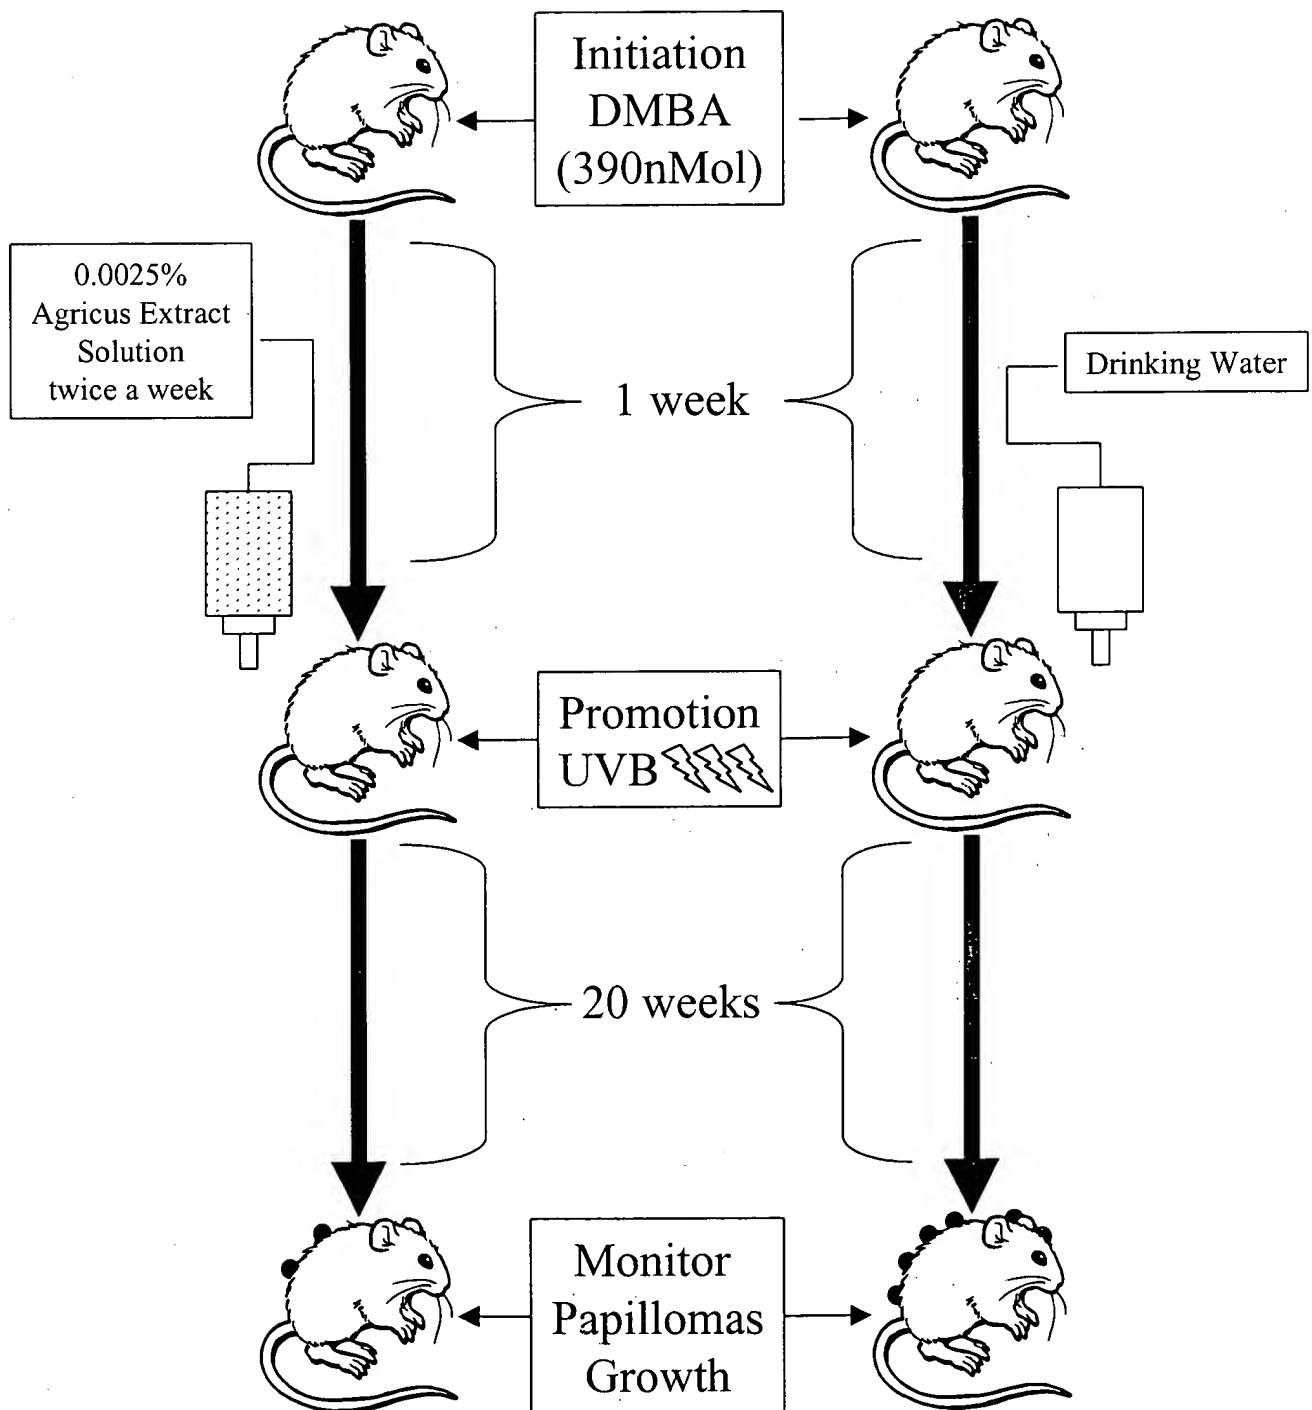 Initiation
DMBA
(390nMol)
0.0025%
Agricus Extract
Solution
twice a week
1 week
Drinking Water
Promotion
UVB
20 weeks
Monitor
Papillomas
Growth